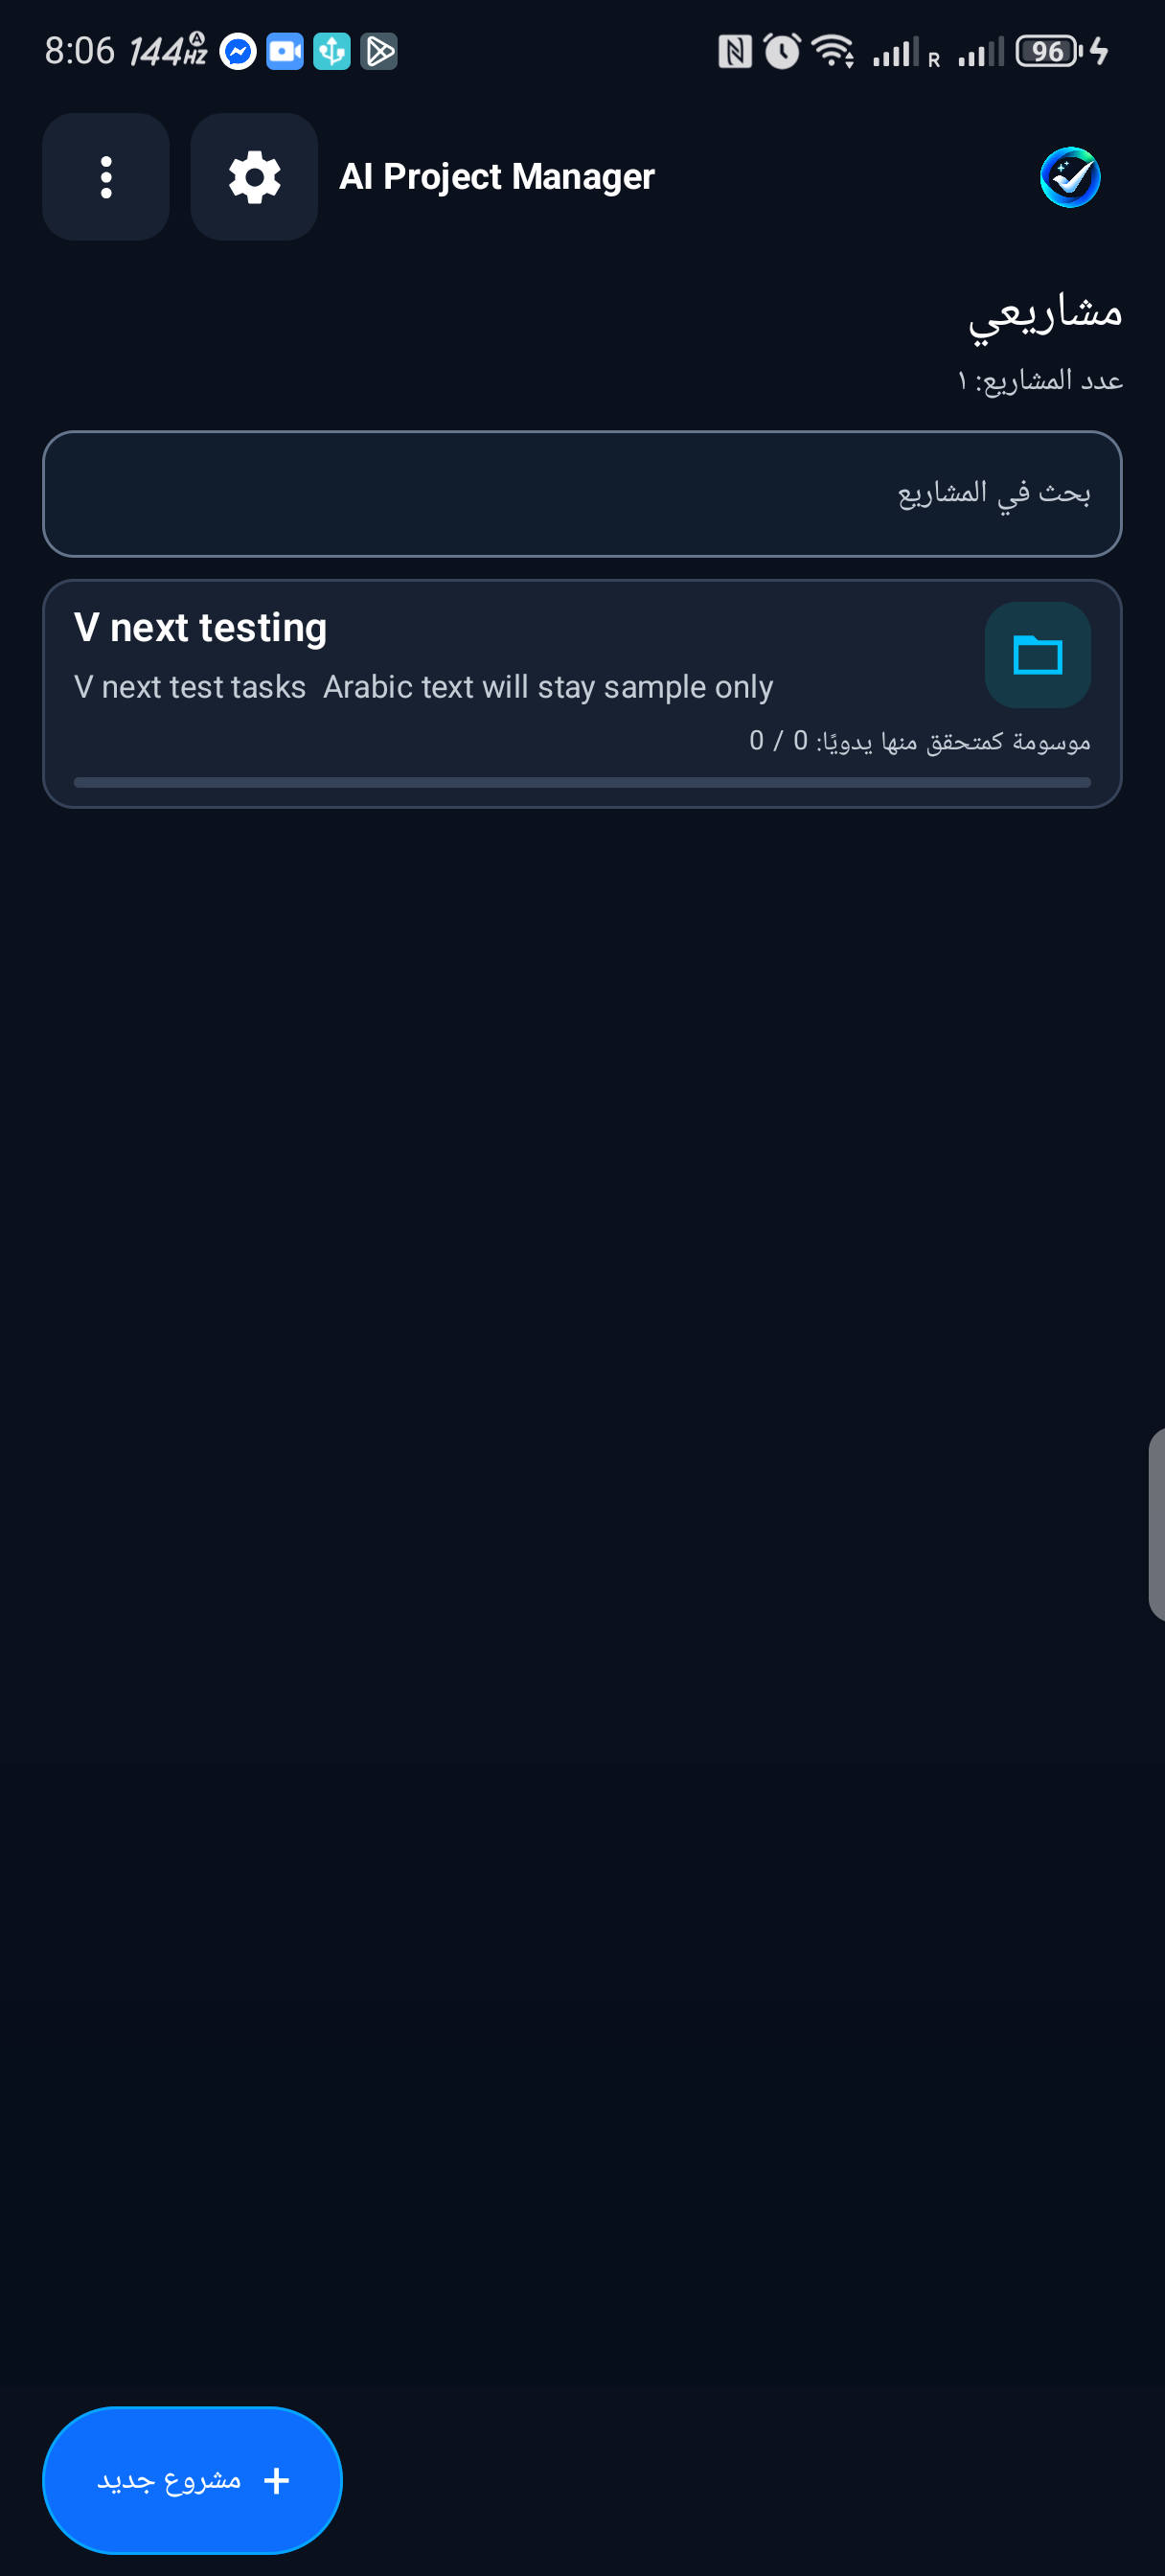 8:06 144HZ A R 96
AI Project Manager
مشاريعي
عدد المشاريع: ١
بحث في المشاريع
V next testing
V next test tasks  Arabic text will stay sample only
موسومة كمتحقق منها يدويًا: 0 / 0
مشروع جديد